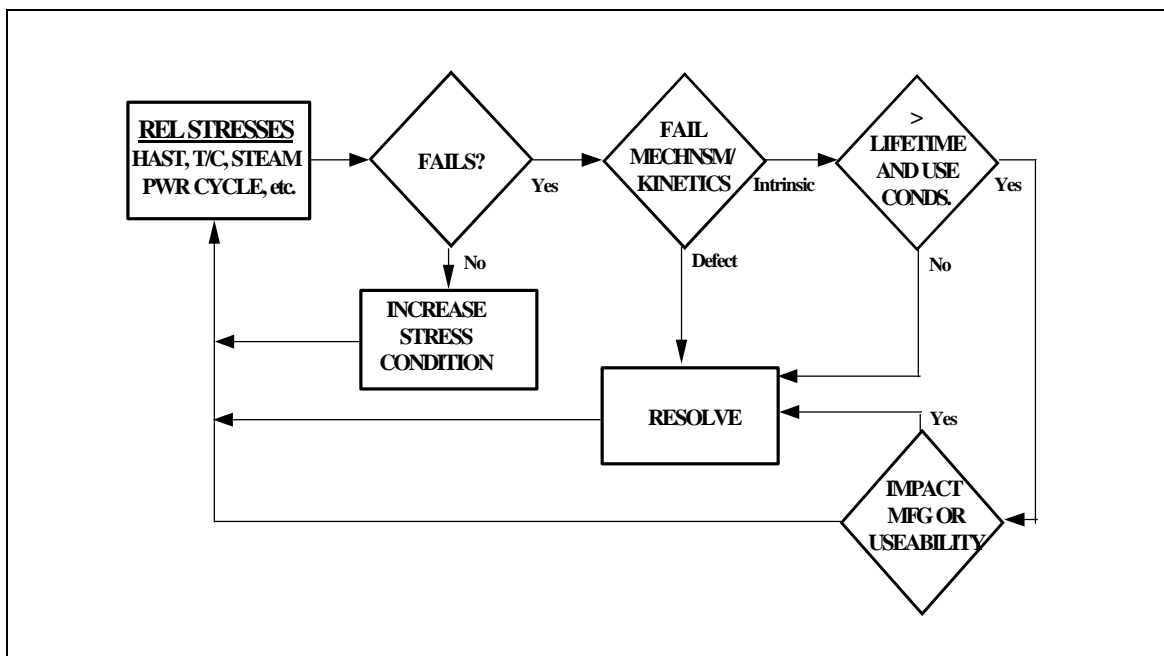 REL STRESSES
HAST, T/C, STEAM
PWR CYCLE, etc.
FAILS?
Yes
No
INCREASE
STRESS
CONDITION
FAIL
MECHNSM/
KINETICS
Intrinsic
Defect
>
LIFETIME
AND USE
CONDS.
Yes
No
RESOLVE
Yes
IMPACT
MFG OR
USEABILITY